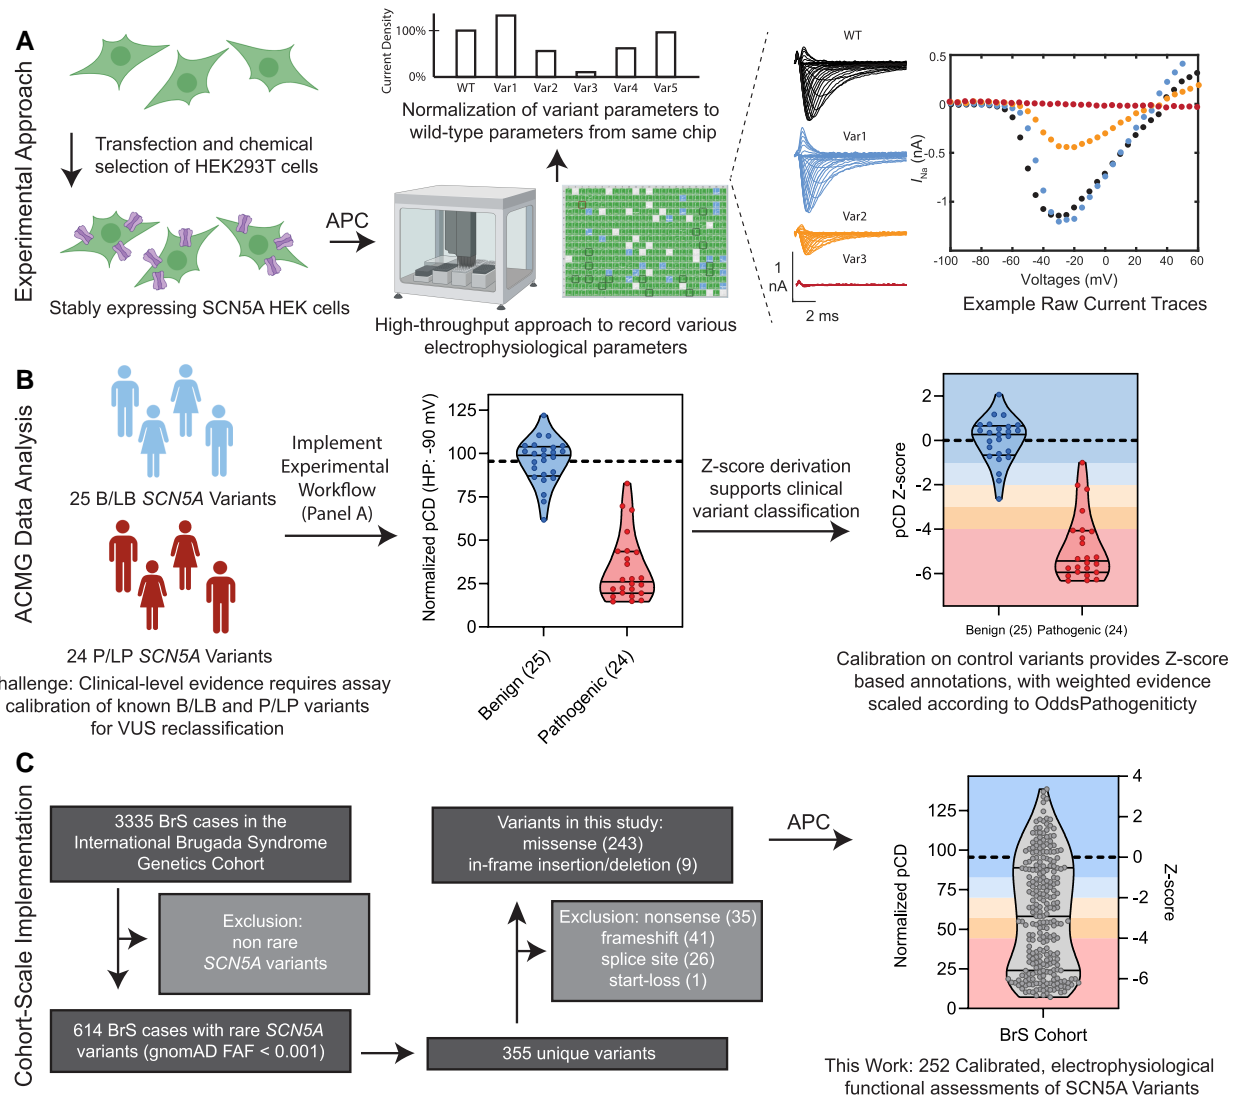 A
Experimental Approach
Transfection and chemical
selection of HEK293T cells
Stably expressing SCN5A HEK cells
APC
Current Density
100%
0%
WT
Var1
Var2
Var3
Var4
Var5
Normalization of variant parameters to
wild-type parameters from same chip
High-throughput approach to record various
electrophysiological parameters
WT
Var1
Var2
Var3
1
nA
2 ms
INa (nA)
0.5
0
-0.5
-1
-100
-80
-60
-40
-20
0
20
40
60
Voltages (mV)
Example Raw Current Traces
B
ACMG Data Analysis
25 B/LB SCN5A Variants
24 P/LP SCN5A Variants
hallenge: Clinical-level evidence requires assay
calibration of known B/LB and P/LP variants
for VUS reclassification
Implement
Experimental
Workflow
(Panel A)
Normalized pCD (HP: -90 mV)
125
100
75
50
25
0
Benign (25)
Pathogenic (24)
Z-score derivation
supports clinical
variant classification
pCD Z-score
2
0
-2
-4
-6
Benign (25)
Pathogenic (24)
Calibration on control variants provides Z-score
based annotations, with weighted evidence
scaled according to OddsPathogeniticty
C
Cohort-Scale Implementation
3335 BrS cases in the
International Brugada Syndrome
Genetics Cohort
Exclusion:
non rare
SCN5A variants
614 BrS cases with rare SCN5A
variants (gnomAD FAF < 0.001)
355 unique variants
Exclusion: nonsense (35)
frameshift (41)
splice site (26)
start-loss (1)
Variants in this study:
missense (243)
in-frame insertion/deletion (9)
APC
Normalized pCD
125
100
75
50
25
0
4
2
0
-2
-4
-6
Z-score
BrS Cohort
This Work: 252 Calibrated, electrophysiological
functional assessments of SCN5A Variants